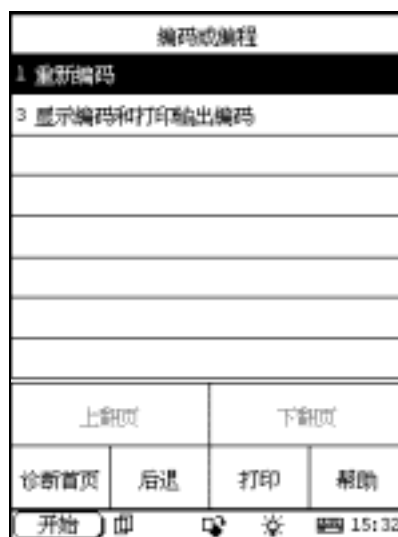 编码或编程
1 重新编码
3 显示编码和打印输出编码
上翻页 下翻页
诊断首页 后退 打印 帮助
开始 15:32